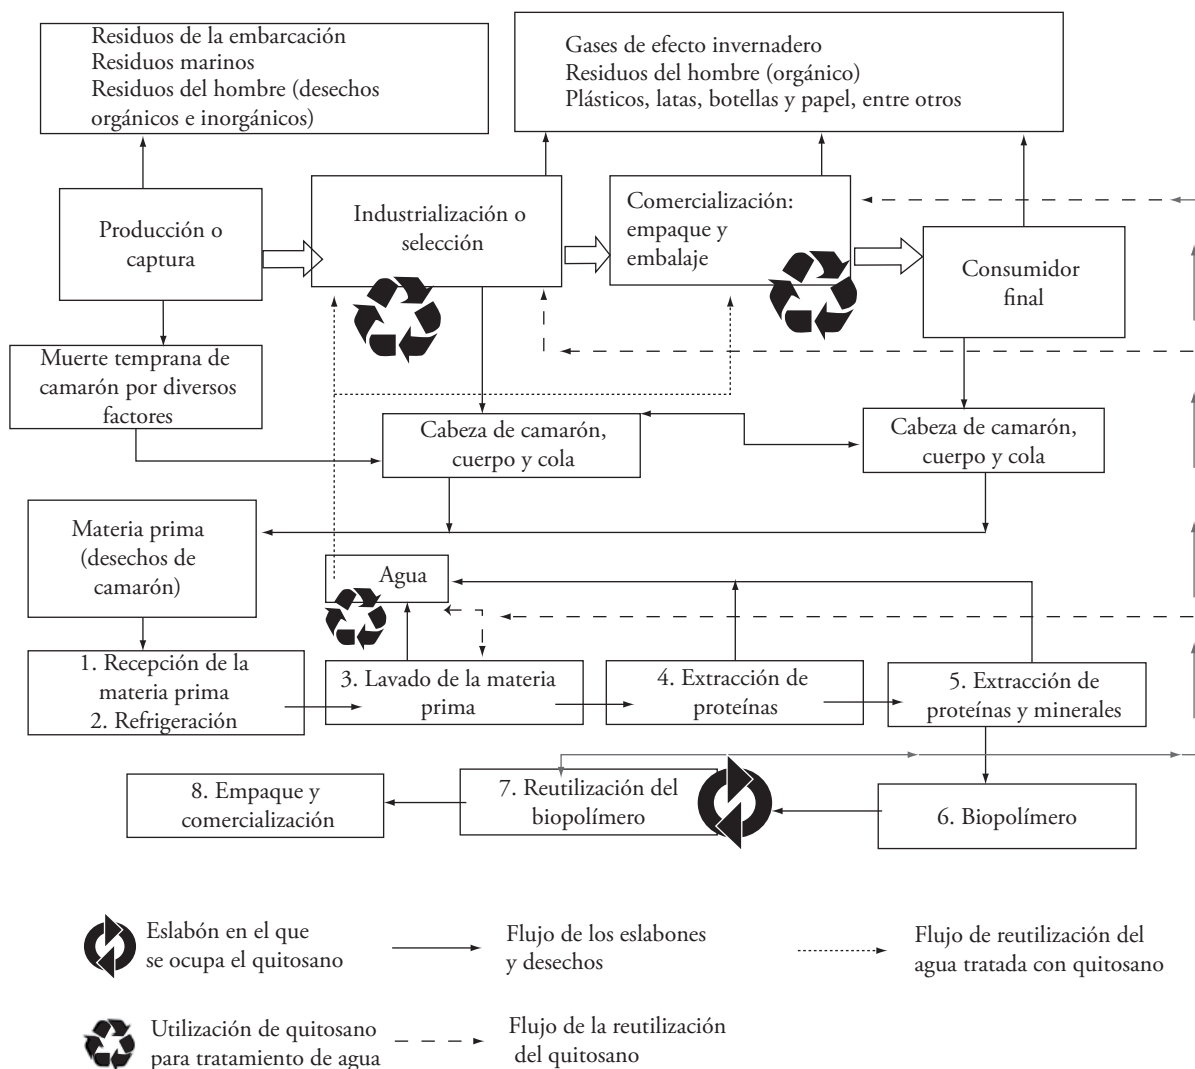 Residuos de la embarcación
Residuos marinos
Residuos del hombre (desechos
orgánicos e inorgánicos)
Gases de efecto invernadero
Residuos del hombre (orgánico)
Plásticos, latas, botellas y papel, entre otros
Producción o
captura
Industrialización o
selección
Comercialización:
empaque y
embalaje
Consumidor
final
Muerte temprana de
camarón por diversos
factores
Cabeza de camarón,
cuerpo y cola
Cabeza de camarón,
cuerpo y cola
Materia prima
(desechos de
camarón)
Agua
1. Recepción de la
materia prima
2. Refrigeración
3. Lavado de la materia
prima
4. Extracción de
proteínas
5. Extracción de
proteínas y minerales
8. Empaque y
comercialización
7. Reutilización del
biopolímero
6. Biopolímero
Eslabón en el que
se ocupa el quitosano
Flujo de los eslabones
y desechos
Flujo de reutilización del
agua tratada con quitosano
Utilización de quitosano
para tratamiento de agua
Flujo de la reutilización
del quitosano